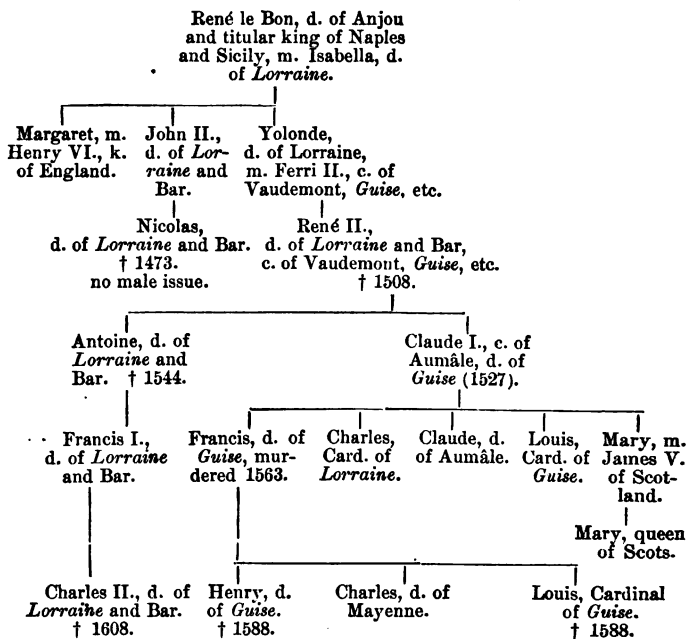 René le Bon, d. of Anjou
and titular king of Naples
and Sicily, m. Isabella, d.
of Lorraine.
Margaret, m.
Henry VI., k.
of England.
John II.,
d. of Lor-
raine and
Bar.
Yolonde,
d. of Lorraine,
m. Ferri II., c. of
Vaudemont, Guise, etc.
Nicolas,
d. of Lorraine and Bar.
† 1473.
no male issue.
René II.,
d. of Lorraine and Bar,
c. of Vaudemont, Guise, etc.
† 1508.
Antoine, d. of
Lorraine and
Bar. † 1544.
Claude I., c. of
Aumâle, d. of
Guise (1527).
Francis I.,
d. of Lorraine
and Bar.
Francis, d. of
Guise, mur-
dered 1563.
Charles,
Card. of
Lorraine.
Claude, d.
of Aumâle.
Louis,
Card. of
Guise.
Mary, m.
James V.
of Scot-
land.
Mary, queen
of Scots.
Charles II., d. of
Lorraine and Bar.
† 1608.
Henry, d.
of Guise.
† 1588.
Charles, d. of
Mayenne.
Louis, Cardinal
of Guise.
† 1588.